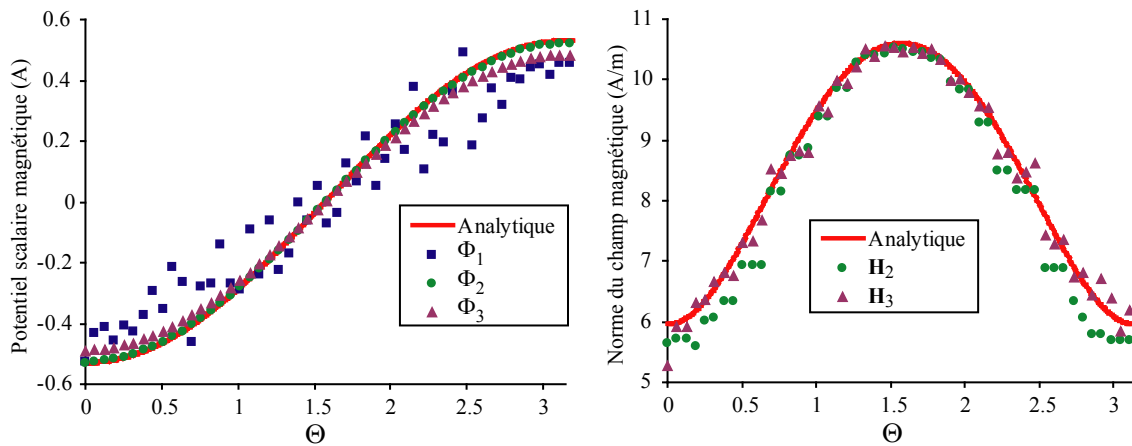 Potentiel scalaire magnétique (A)
0.6
0.4
0.2
0
-0.2
-0.4
-0.6
0
0.5
1
1.5
2
2.5
3
Θ
Analytique
Φ1
Φ2
Φ3
Norme du champ magnétique (A/m)
11
10
9
8
7
6
5
0
0.5
1
1.5
2
2.5
3
Θ
Analytique
H2
H3